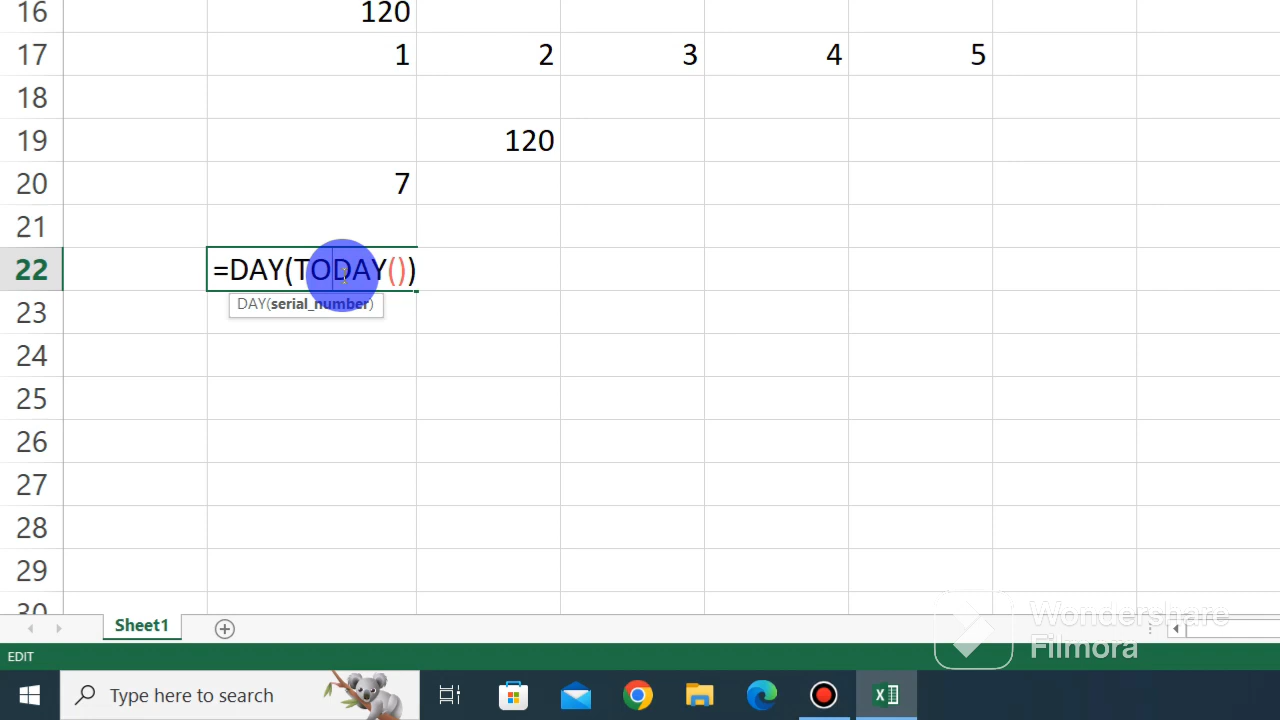 16 120
17 1 2 3 4 5
18
19 120
20 7
21
22 =DAY(TODAY())
23 DAY(serial_number)
24
25
26
27
28
29
30
Sheet1
Wondershare
Filmora
EDIT
Type here to search